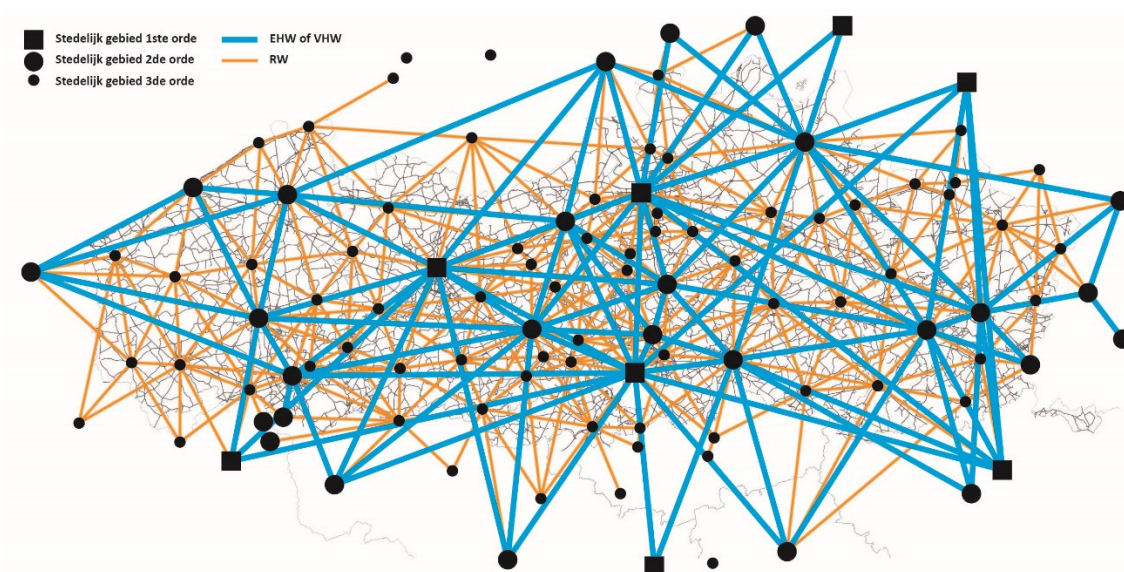 Stedelijk gebied 1ste orde
Stedelijk gebied 2de orde
Stedelijk gebied 3de orde
EHW of VHW
RW